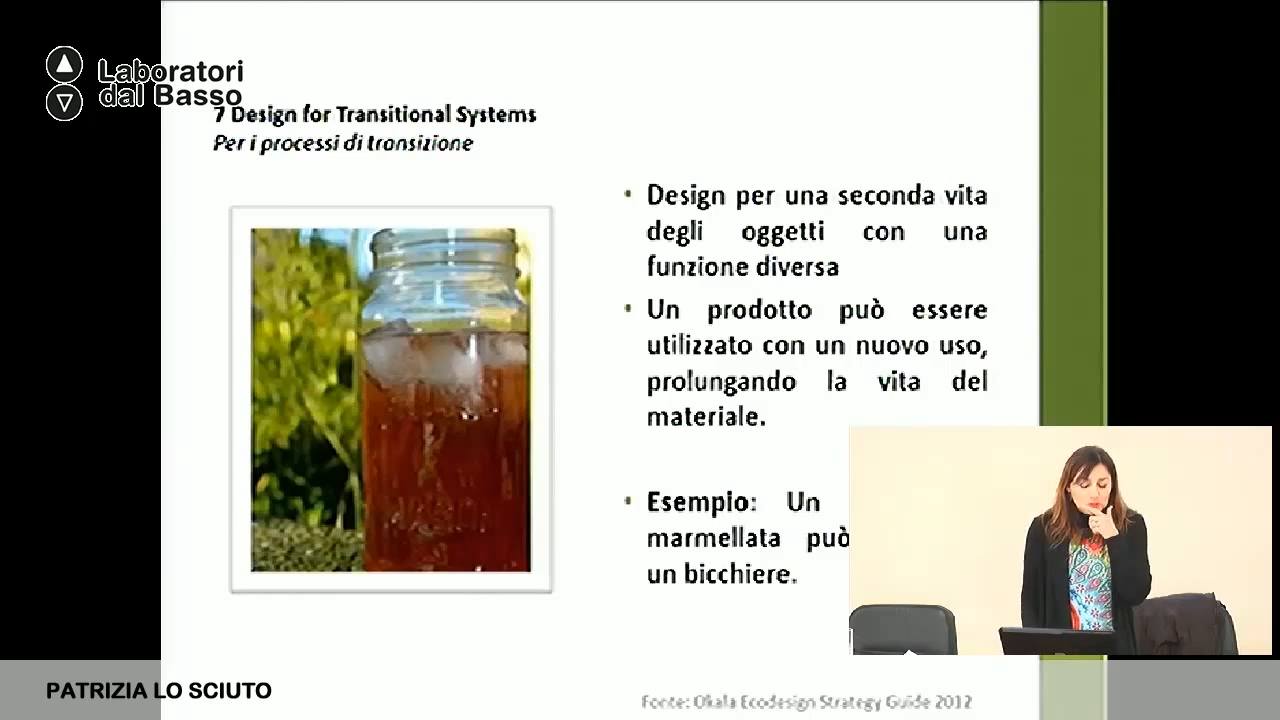 Laboratori
dal Basso
7 Design for Transitional Systems
Per i processi di transizione
• Design per una seconda vita
degli oggetti con una
funzione diversa
• Un prodotto può essere
utilizzato con un nuovo uso,
prolungando la vita del
materiale.
• Esempio: Un
marmellata può
un bicchiere.
PATRIZIA LO SCIUTO
Fonte: Okala Ecodesign Strategy Guide 2012